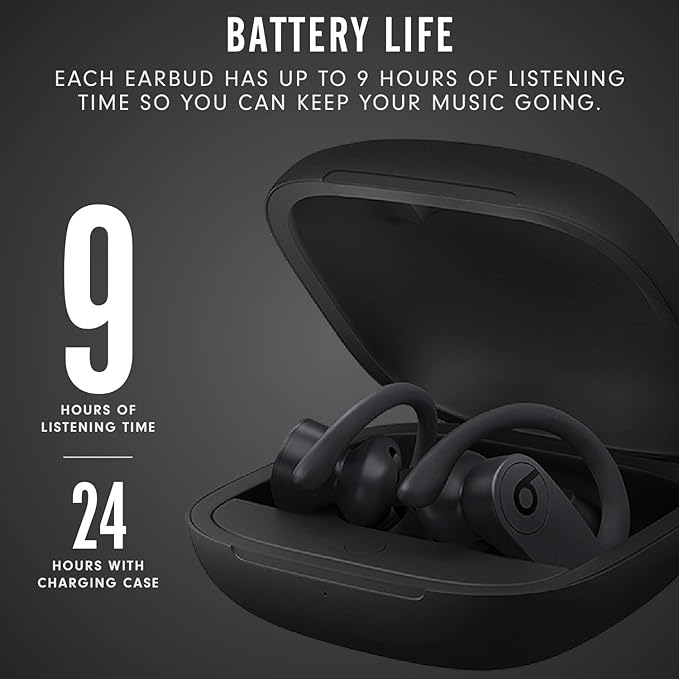 BATTERY LIFE
EACH EARBUD HAS UP TO 9 HOURS OF LISTENING
TIME SO YOU CAN KEEP YOUR MUSIC GOING.
9
HOURS OF
LISTENING TIME
24
HOURS WITH
CHARGING CASE